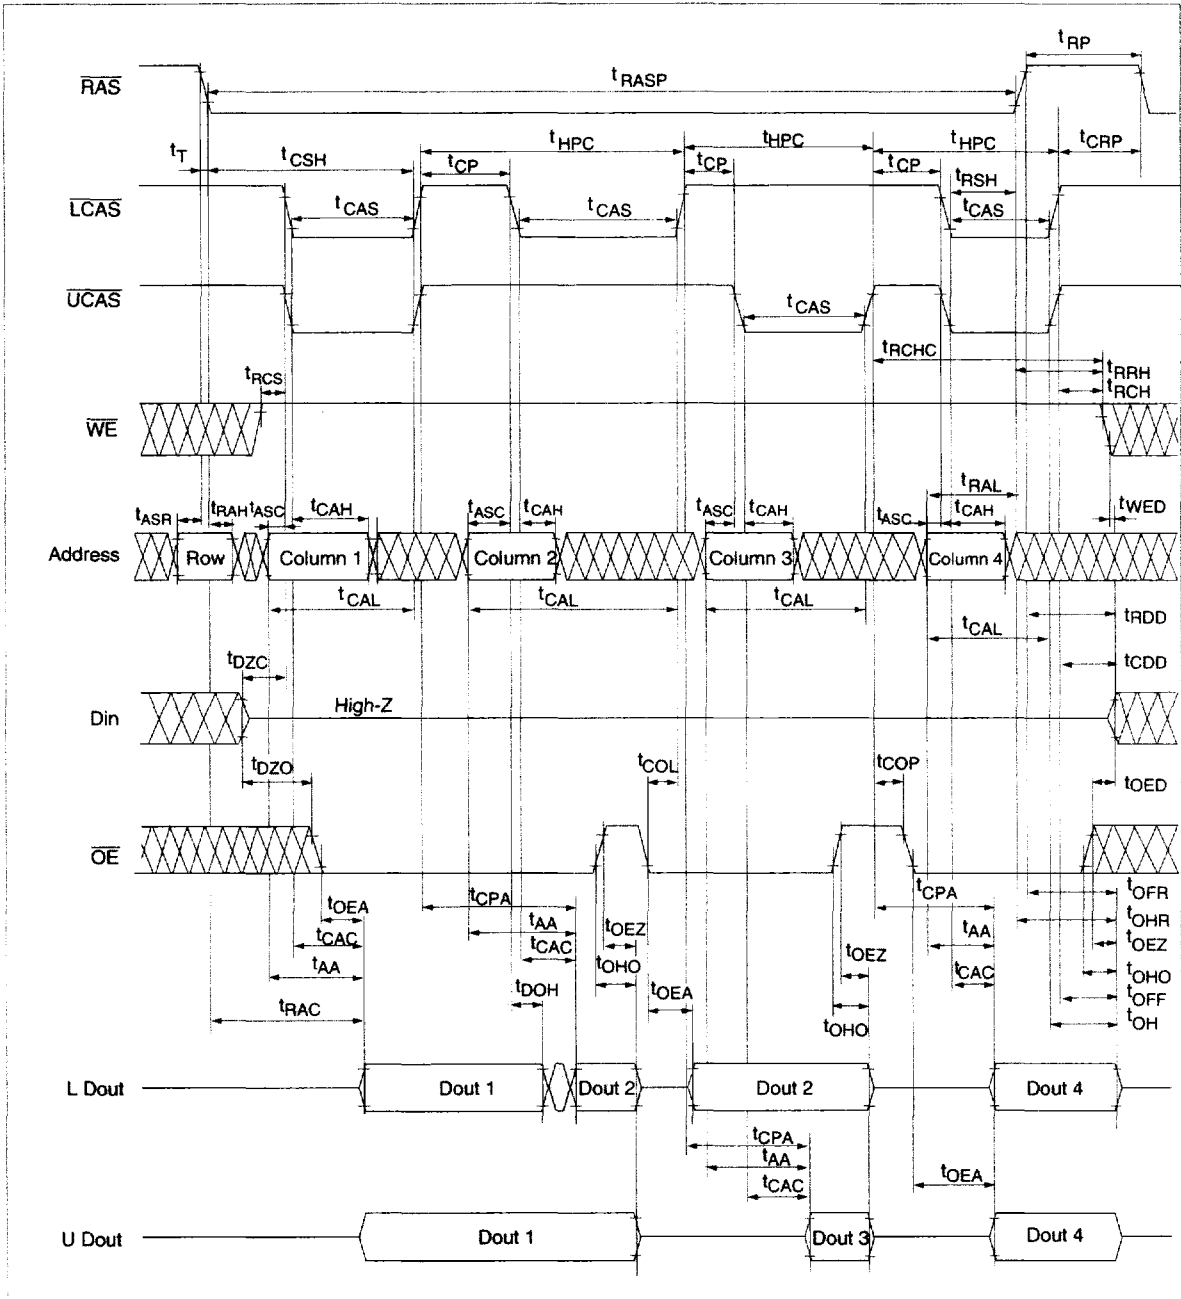 tRP
RAS
tRASP
tHPC
tHPC
tHPC
tCRP
tT
tCSH
tCP
tCP
tCP
tRSH
LCAS
tCAS
tCAS
tCAS
UCAS
tCAS
tRCHC
tRRH
tRCS
tRCH
WE
tRAL
tWED
tASR
tRAH
tASC
tCAH
tASC
tCAH
tASC
tCAH
tASC
tCAH
Address
Row
Column 1
Column 2
Column 3
Column 4
tCAL
tCAL
tCAL
tRDD
tCAL
tDZC
tCDD
Din
High-Z
tDZO
tCOL
tCOP
tOED
OE
tOEA
tCPA
tCPA
tOFR
tCAC
tAA
tOEZ
tAA
tOHR
tOEZ
tAA
tCAC
tOHO
tOEZ
tCAC
tOHO
tRAC
tDOH
tOEA
tOHO
tOFF
tOH
L Dout
Dout 1
Dout 2
Dout 2
Dout 4
tCPA
tAA
tCAC
tOEA
U Dout
Dout 1
Dout 3
Dout 4